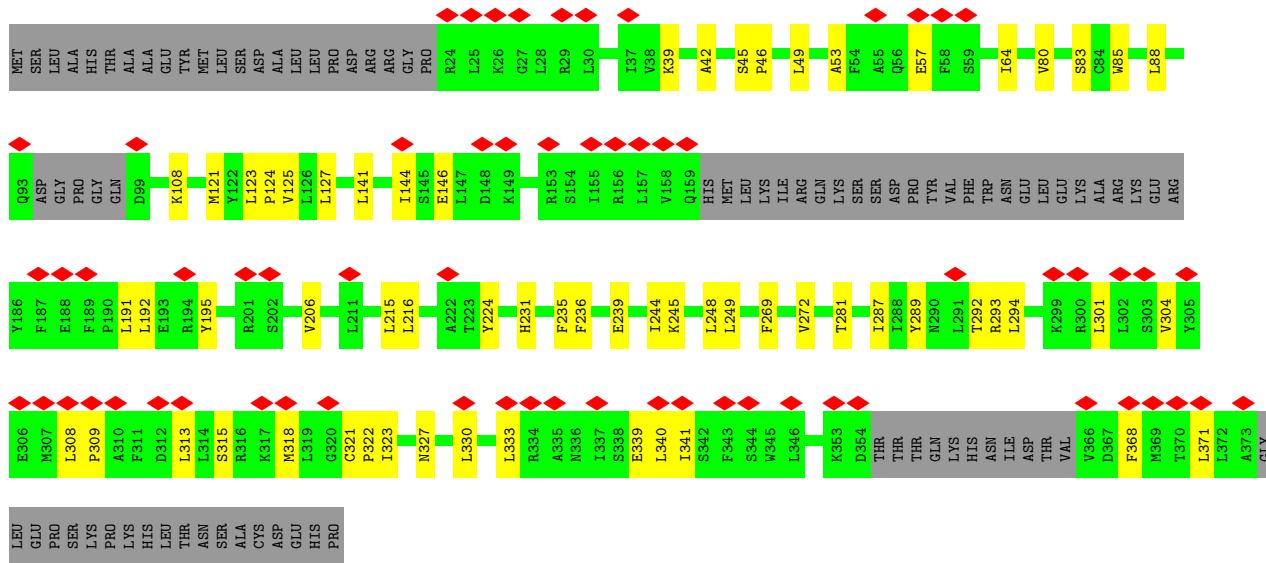 MET SER LEU ALA ALA HIS THR ALA ALA GLU TYR MET LEU SER ASP ALA LEU LEU PRO ASP ARG ARG GLY PRO R24 L25 K26 G27 L28 R29 L30 I37 V38 K39 A42 S45 P46 L49 A53 F54 A55 Q56 E57 F58 S59 I64 V80 S83 C84 W85 L88
Q93 ASP GLY PRO GLY GLN D99 K108 M121 Y122 L123 P124 V125 L126 L127 L141 I144 S145 E146 L147 D148 K149 R153 S154 I155 R156 L157 V158 Q159 HIS MET LEU LYS ILE ARG GLN LYS SER SER ASP PRO TYR VAL PHE TRP ASN GLU LEU GLU LYS ALA ARG LYS GLU ARG
Y186 F187 E188 F189 P190 L191 L192 E193 R194 Y195 R201 S202 V206 L211 L215 L216 A222 T223 Y224 H231 F235 F236 E239 I244 K245 L248 L249 F269 V272 T281 I287 I288 Y289 N290 L291 T292 R293 L294 K299 R300 L301 L302 S303 V304 Y305
E306 M307 L308 P309 A310 F311 D312 L313 L314 S315 R316 K317 M318 L319 G320 C321 P322 I323 N327 L330 L333 R334 A335 N336 I337 S338 E339 L340 I341 S342 F343 S344 W345 L346 K353 D354 THR THR THR GLN LYS HIS ASN ILE ASP THR VAL V366 D367 F368 M369 T370 L371 L372 A373 GLY
LEU GLU PRO SER LYS PRO LYS HIS LEU THR ASN SER ALA CYS ASP GLU HIS PRO